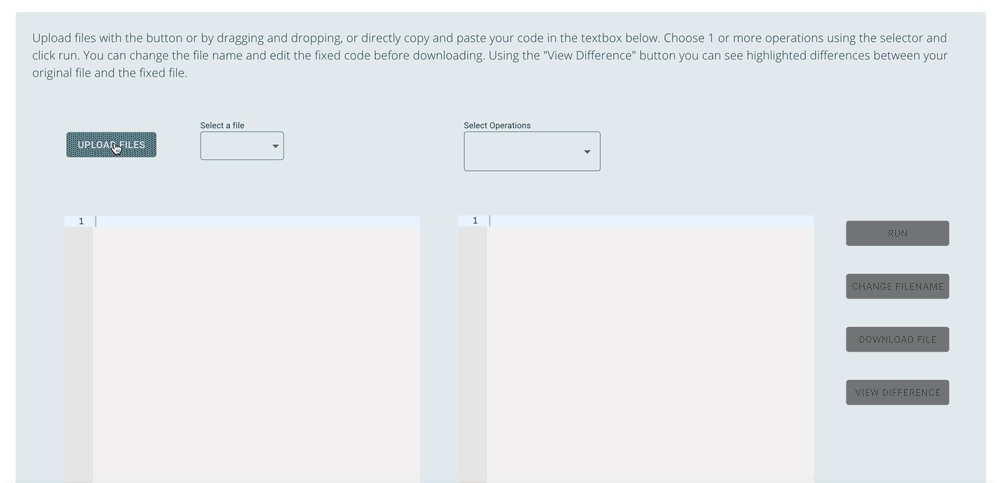 Upload files with the button or by dragging and dropping, or directly copy and paste your code in the textbox below. Choose 1 or more operations using the selector and
click run. You can change the file name and edit the fixed code before downloading. Using the "View Difference" button you can see highlighted differences between your
original file and the fixed file.
Select a file
Select Operations
UPLOAD FILES
1
1
RUN
CHANGE FILENAME
DOWNLOAD FILE
VIEW DIFFERENCE